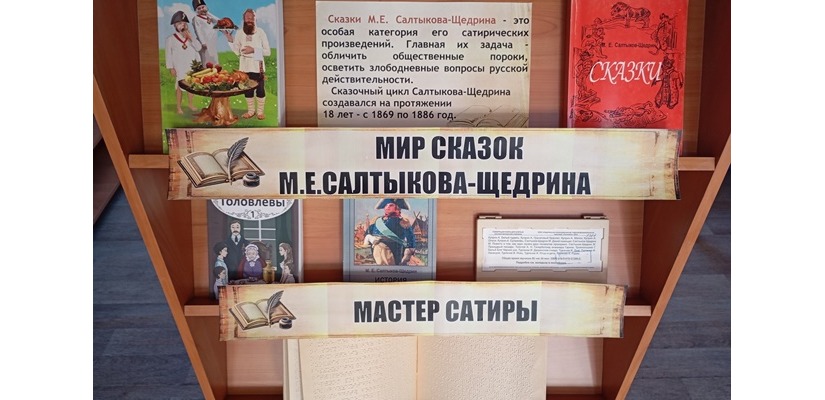 Сказки М.Е. Салтыкова-Щедрина - это
особая категория его сатирических
произведений. Главная их задача -
обличить общественные пороки,
осветить злободневные вопросы русской
действительности.
Сказочный цикл Салтыкова-Щедрина
создавался на протяжении
18 лет - с 1869 по 1886 год.
М. Е. Салтыков-Щедрин
СКАЗКИ
МИР СКАЗОК
М.Е.САЛТЫКОВА-ЩЕДРИНА
ГОЛОВЛЕВЫ
1
М. Е. Салтыков-Щедрин
ИСТОРИЯ
МАСТЕР САТИРЫ